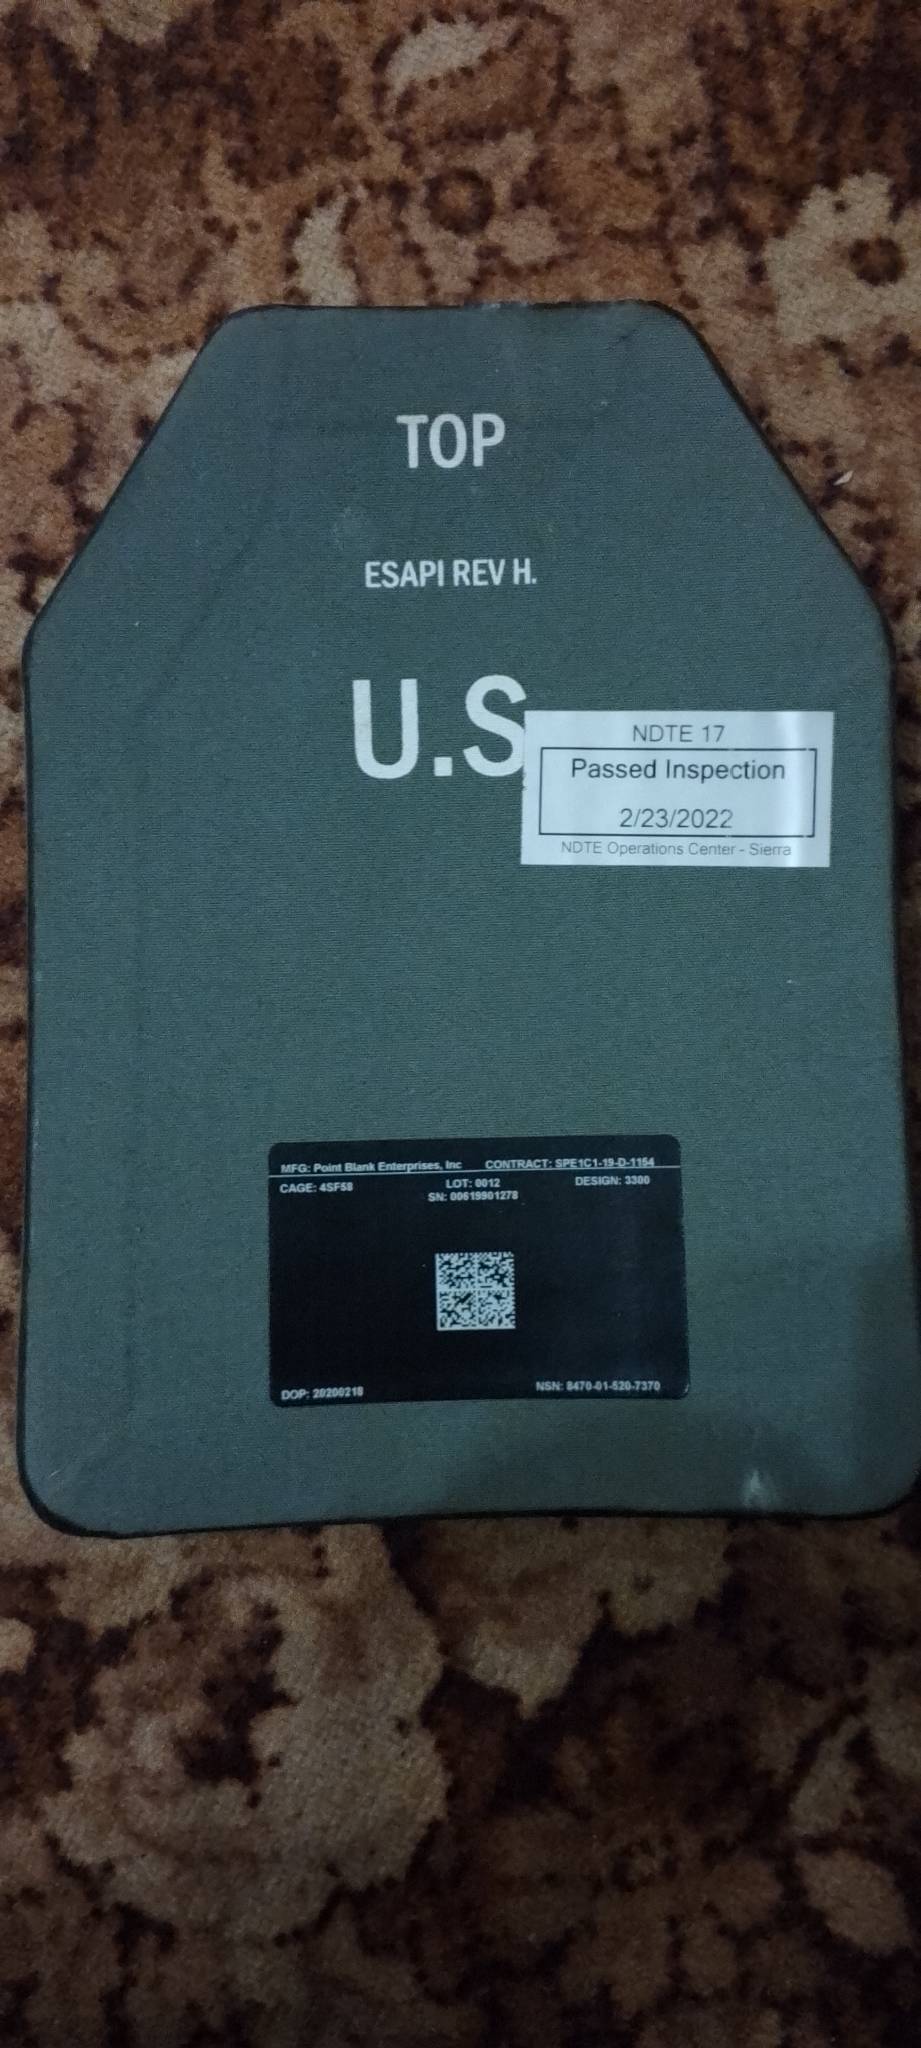 TOP
ESAPI REV H.
U.S
NDTE 17
Passed Inspection
2/23/2022
NDTE Operations Center - Sierra
MFG: Point Blank Enterprises, Inc CONTRACT: SPE1C1-19-D-1154
CAGE: 4SF58 LOT: 0012 DESIGN: 3300
SN: 00619901278
DOP: 20200218 NSN: 8470-01-520-7370